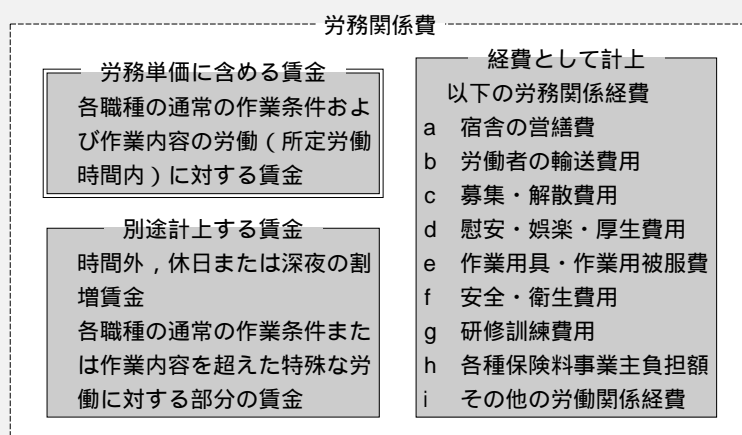 労務関係費
労務単価に含める賃金
各職種の通常の作業条件およ
び作業内容の労働(所定労働
時間内)に対する賃金
別途計上する賃金
時間外,休日または深夜の割
増賃金
各職種の通常の作業条件また
は作業内容を超えた特殊な労
働に対する部分の賃金
経費として計上
以下の労務関係経費
a 宿舎の営繕費
b 労働者の輸送費用
c 募集・解散費用
d 慰安・娯楽・厚生費用
e 作業用具・作業用被服費
f 安全・衛生費用
g 研修訓練費用
h 各種保険料事業主負担額
i その他の労働関係経費